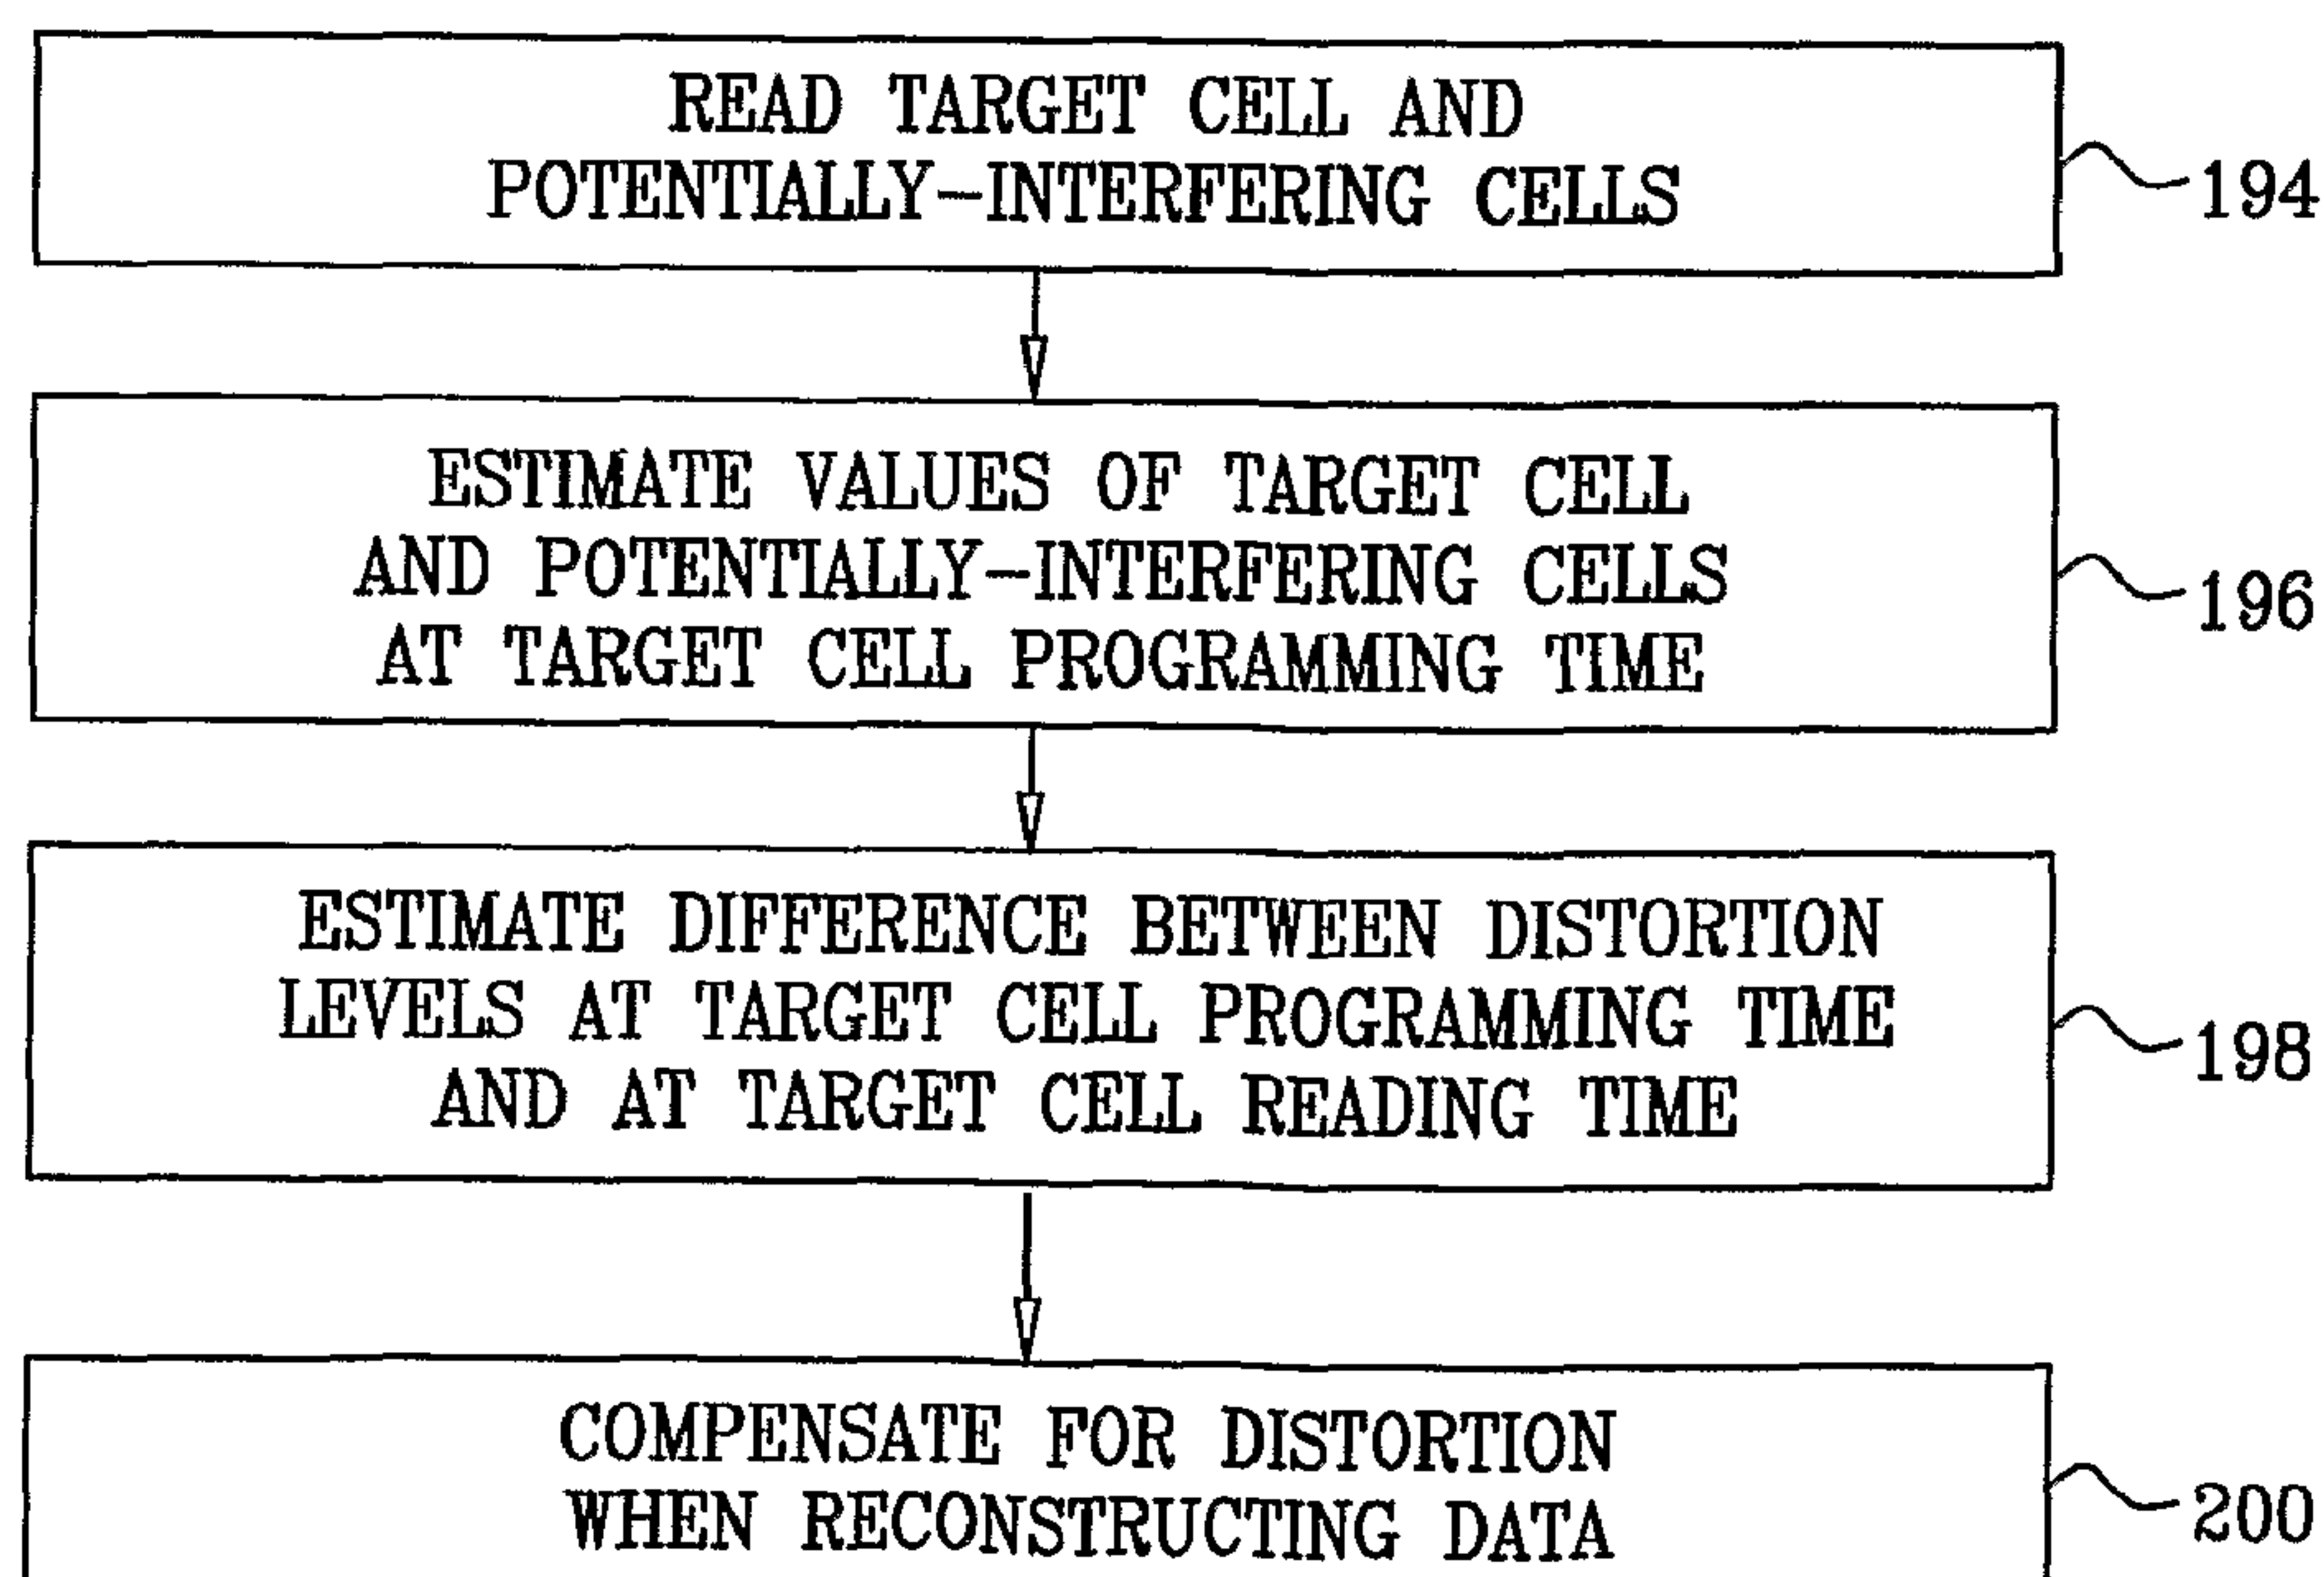 READ TARGET CELL AND
POTENTIALLY-INTERFERING CELLS
194
ESTIMATE VALUES OF TARGET CELL
AND POTENTIALLY-INTERFERING CELLS
AT TARGET CELL PROGRAMMING TIME
196
ESTIMATE DIFFERENCE BETWEEN DISTORTION
LEVELS AT TARGET CELL PROGRAMMING TIME
AND AT TARGET CELL READING TIME
198
COMPENSATE FOR DISTORTION
WHEN RECONSTRUCTING DATA
200